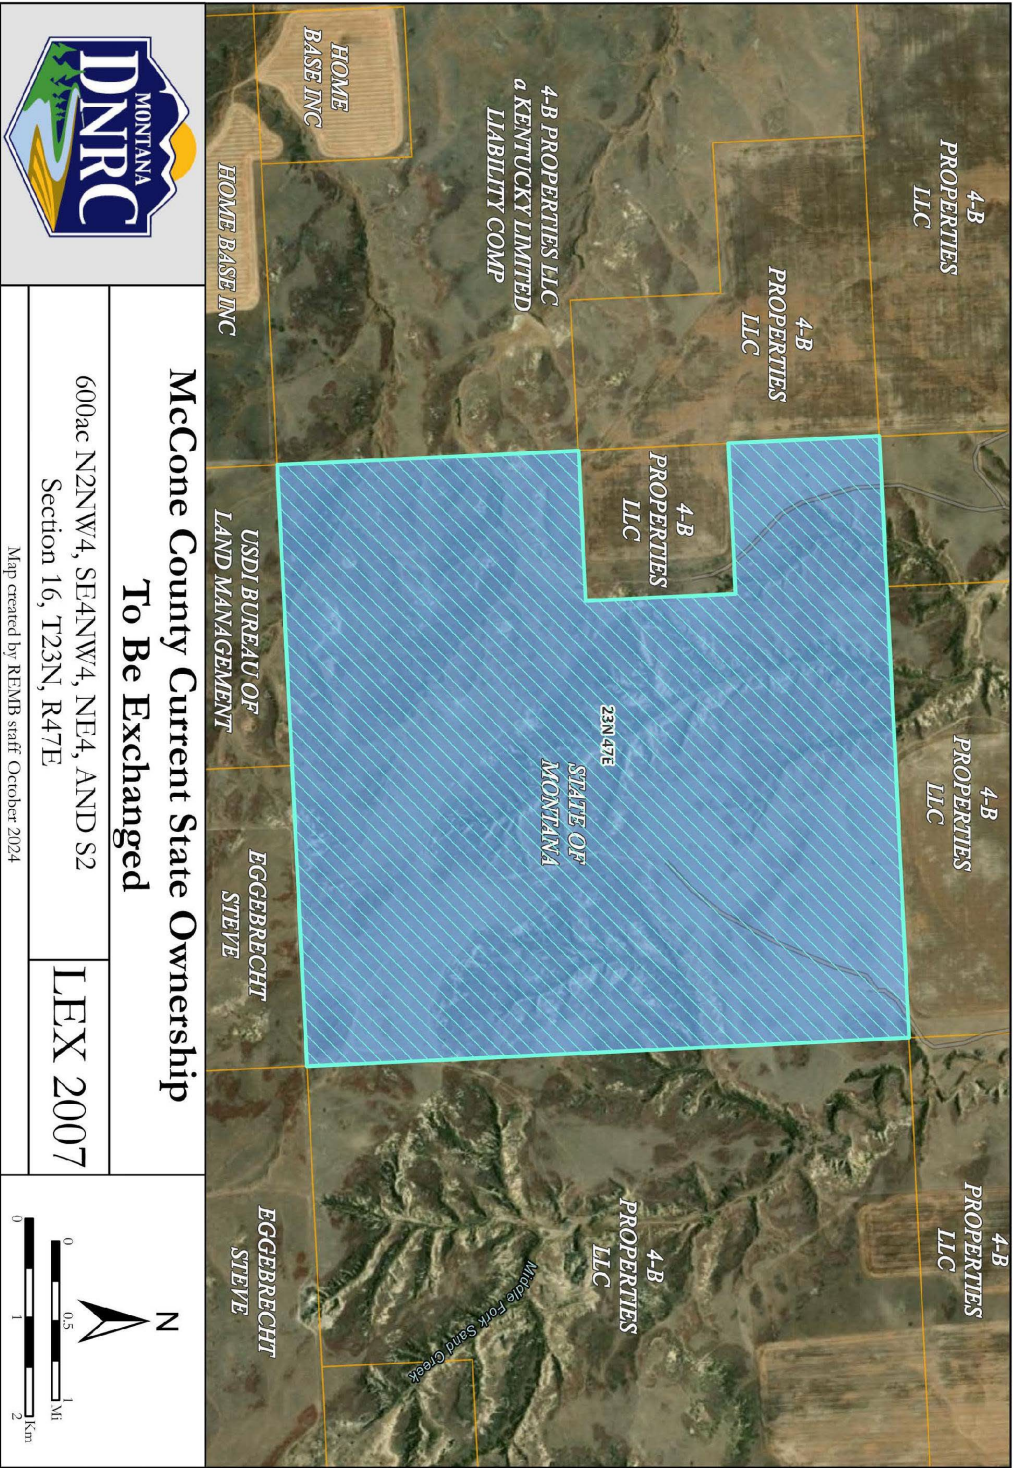 4-B
PROPERTIES
LLC
4-B
PROPERTIES
LLC
4-B
PROPERTIES
LLC
4-B
PROPERTIES
LLC
4-B PROPERTIES LLC
a KENTUCKY LIMITED
LIABILITY COMP
4-B
PROPERTIES
LLC
23N 47E
STATE OF
MONTANA
4-B
PROPERTIES
LLC
Middle Fork Sand Creek
HOME
BASE INC
HOME BASE INC
USDI BUREAU OF
LAND MANAGEMENT
EGGEBRECHT
STEVE
EGGEBRECHT
STEVE
MONTANA
DNRC
McCone County Current State Ownership
To Be Exchanged
600ac N2NW4, SE4NW4, NE4, AND S2
Section 16, T23N, R47E
LEX 2007
Map created by REMB staff October 2024
N
0 0.5 1 Mi
0 1 2 Km